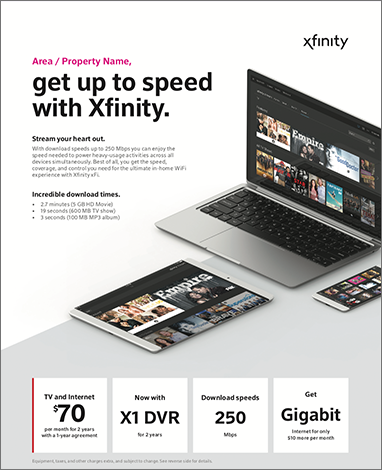 xfinity
Area / Property Name,
get up to speed
with Xfinity.
Stream your heart out.
With download speeds up to 250 Mbps you can enjoy the
speed needed to power heavy-usage activities across all
devices simultaneously. Best of all, you get the speed,
coverage, and control you need for the ultimate in-home WiFi
experience with Xfinity xFi.
Incredible download times.
• 2.7 minutes (5 GB HD Movie)
• 19 seconds (600 MB TV show)
• 3 seconds (100 MB MP3 album)
Empire
Empire
FOX
TV and Internet
$70
per month for 2 years
with a 1-year agreement
Now with
X1 DVR
for 2 years
Download speeds
250
Mbps
Get
Gigabit
Internet for only
$10 more per month
Equipment, taxes, and other charges extra, and subject to change. See reverse side for details.